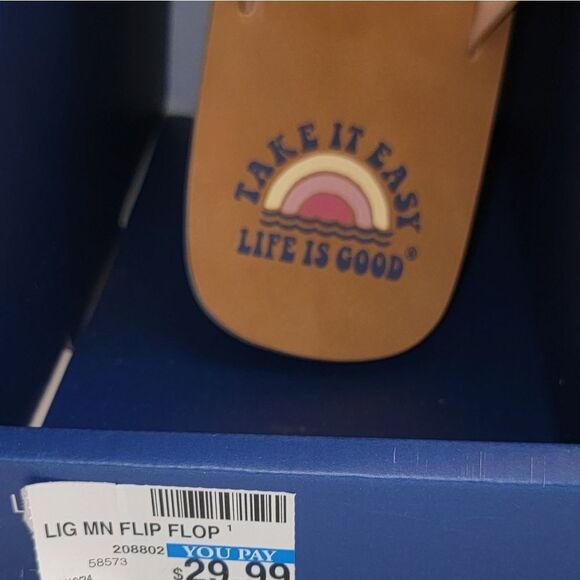 TAKE IT EASY
LIFE IS GOOD®
LIG MN FLIP FLOP 1
208802 YOU PAY
58573
$29.99